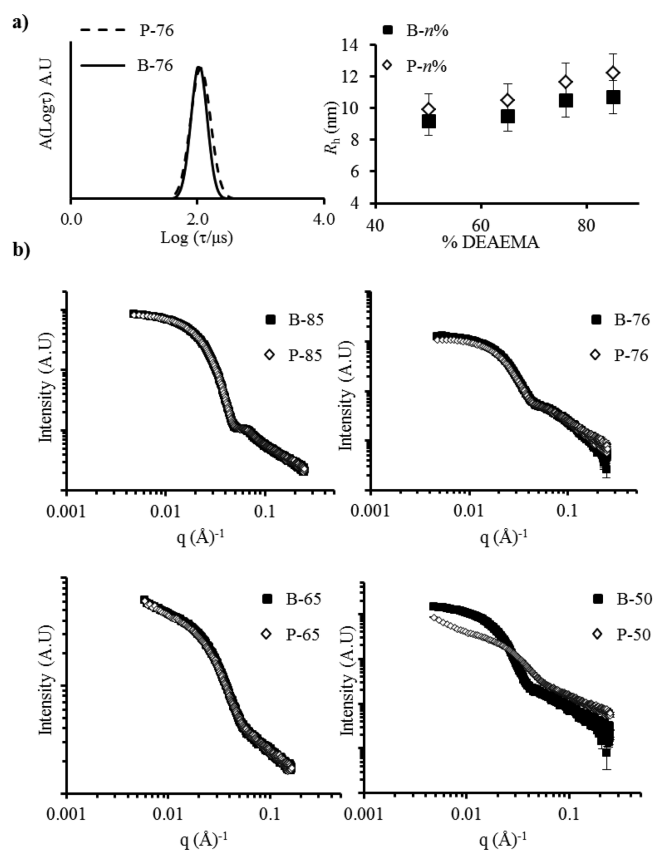 a)
P-76
B-76
A(Logτ) A.U
0.0
2.0
4.0
Log (τ/μs)
B-n%
P-n%
14
12
10
8
6
4
Rh (nm)
40
60
80
% DEAEMA
b)
B-85
P-85
Intensity (A.U)
0.001
0.01
0.1
q (Å)-1
B-76
P-76
Intensity (A.U)
0.001
0.01
0.1
q (Å)-1
B-65
P-65
Intensity (A.U)
0.001
0.01
0.1
q (Å)-1
B-50
P-50
Intensity (A.U)
0.001
0.01
0.1
q (Å)-1